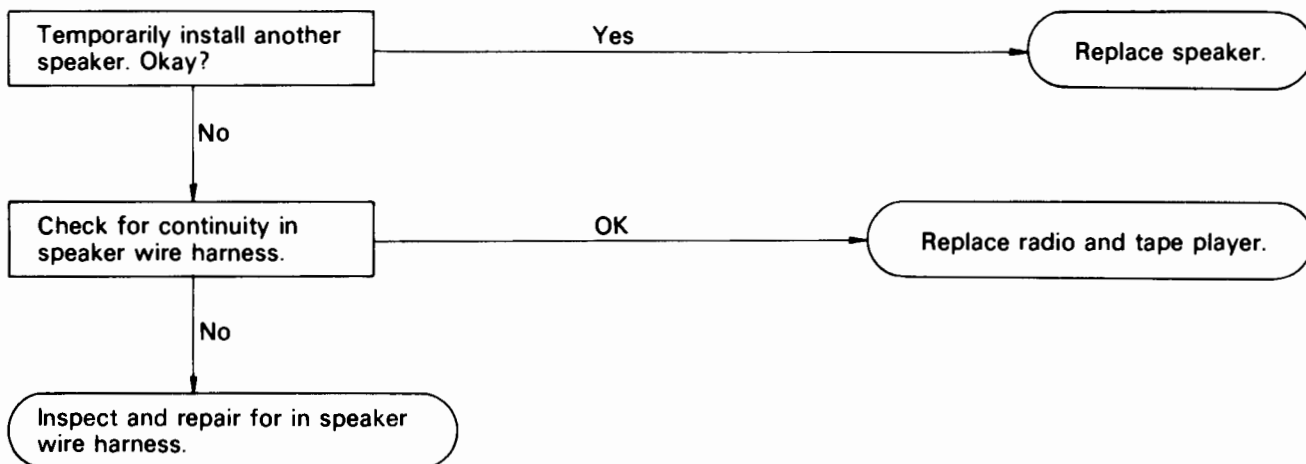 Temporarily install another
speaker. Okay?
Yes
Replace speaker.
No
Check for continuity in
speaker wire harness.
OK
Replace radio and tape player.
No
Inspect and repair for in speaker
wire harness.